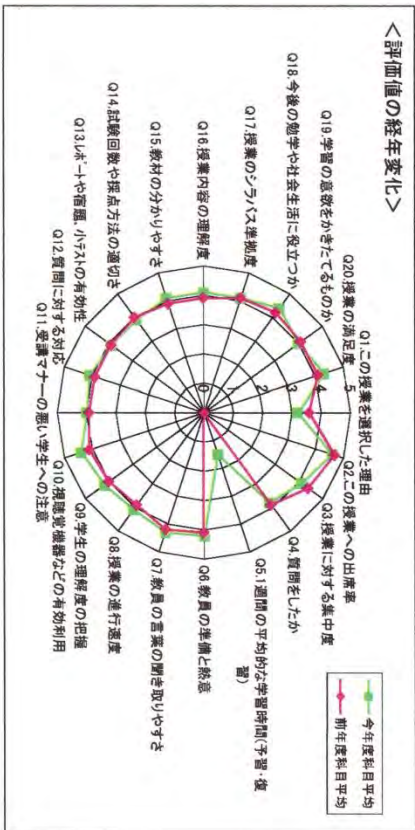 ＜評価値の経年変化＞
今年度科目平均
前年度科目平均
Q1.この授業を選択した理由
Q2.この授業への出席率
Q3.授業に対する集中度
Q4.質問をしたか
Q5.1週間の平均的な学習時間(予習・復
習)
Q6.教員の準備と熱意
Q7.教員の言葉の聞き取りやすさ
Q8.授業の進行速度
Q9.学生の理解度の把握
Q10.視聴覚機器などの有効利用
Q11.受講マナーの悪い学生への注意
Q12.質問に対する対応
Q13.レポートや宿題、小テストの有効性
Q14.試験回数や採点方法の適切さ
Q15.教材の分かりやすさ
Q16.授業内容の理解度
Q17.授業のシラバス準拠度
Q18.今後の勉学や社会生活に役立つか
Q19.学習の意欲をかきたてるものか
Q20.授業の満足度
5
4
3
2
1
0